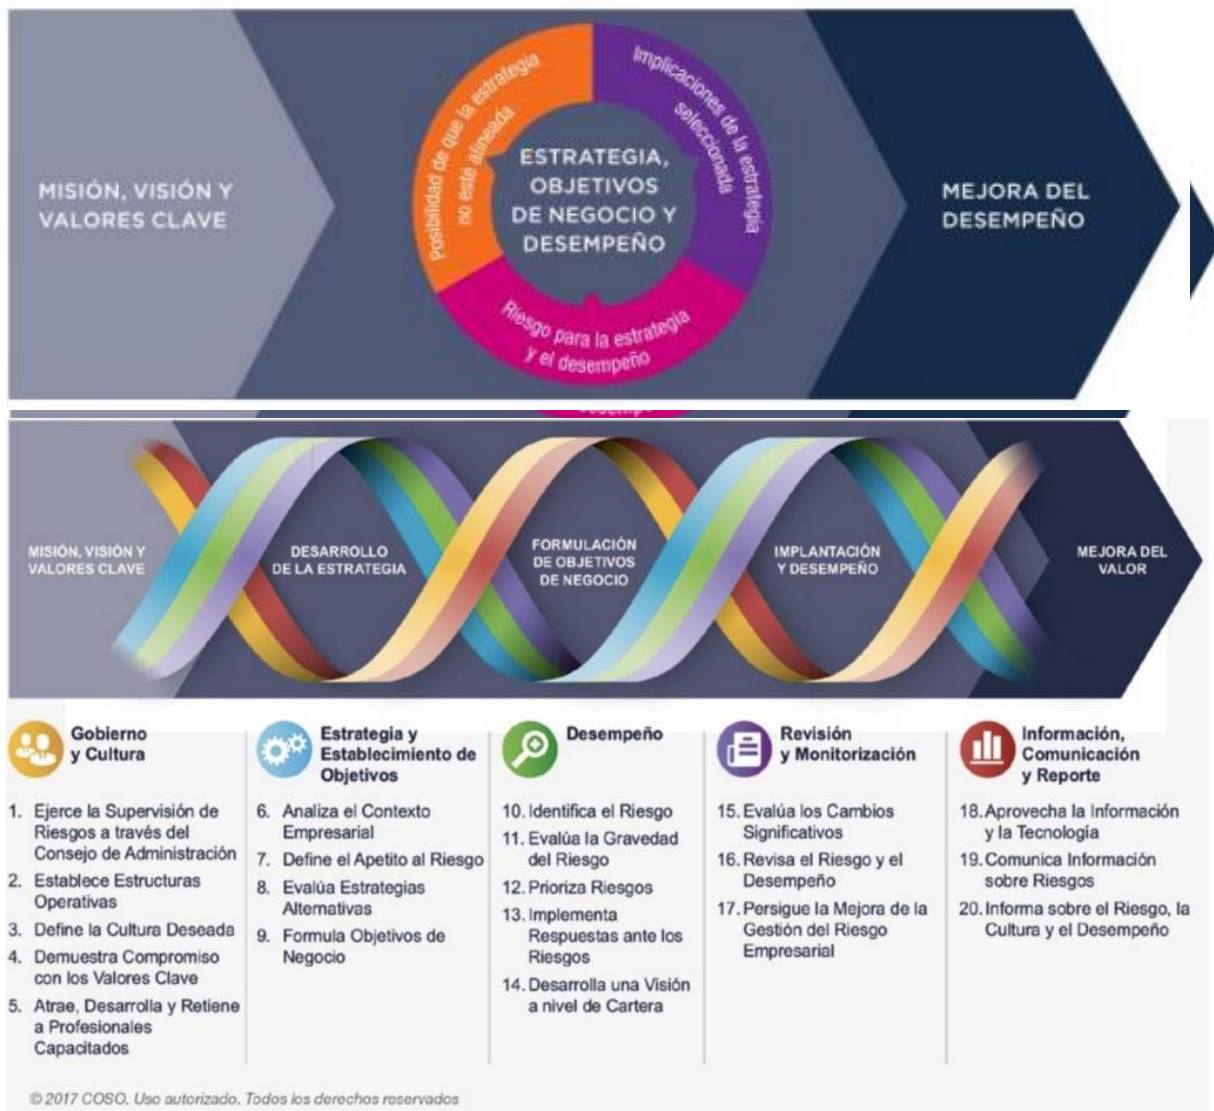 MISIÓN, VISIÓN Y
VALORES CLAVE
Posibilidad de que la estrategia
no esté alineada
Implicaciones de la estrategia
seleccionada
ESTRATEGIA,
OBJETIVOS
DE NEGOCIO Y
DESEMPEÑO
Riesgo para la estrategia
y el desempeño
MEJORA DEL
DESEMPEÑO
MISIÓN, VISIÓN Y
VALORES CLAVE
DESARROLLO
DE LA ESTRATEGIA
FORMULACIÓN
DE OBJETIVOS
DE NEGOCIO
IMPLANTACIÓN
Y DESEMPEÑO
MEJORA DEL
VALOR
Gobierno
y Cultura
1. Ejerce la Supervisión de
Riesgos a través del
Consejo de Administración
2. Establece Estructuras
Operativas
3. Define la Cultura Deseada
4. Demuestra Compromiso
con los Valores Clave
5. Atrae, Desarrolla y Retiene
a Profesionales
Capacitados
Estrategia y
Establecimiento de
Objetivos
6. Analiza el Contexto
Empresarial
7. Define el Apetito al Riesgo
8. Evalúa Estrategias
Alternativas
9. Formula Objetivos de
Negocio
Desempeño
10. Identifica el Riesgo
11. Evalúa la Gravedad
del Riesgo
12. Prioriza Riesgos
13. Implementa
Respuestas ante los
Riesgos
14. Desarrolla una Visión
a nivel de Cartera
Revisión
y Monitorización
15. Evalúa los Cambios
Significativos
16. Revisa el Riesgo y el
Desempeño
17. Persigue la Mejora de la
Gestión del Riesgo
Empresarial
Información,
Comunicación
y Reporte
18. Aprovecha la Información
y la Tecnología
19. Comunica Información
sobre Riesgos
20. Informa sobre el Riesgo, la
Cultura y el Desempeño
© 2017 COSO. Uso autorizado. Todos los derechos reservados